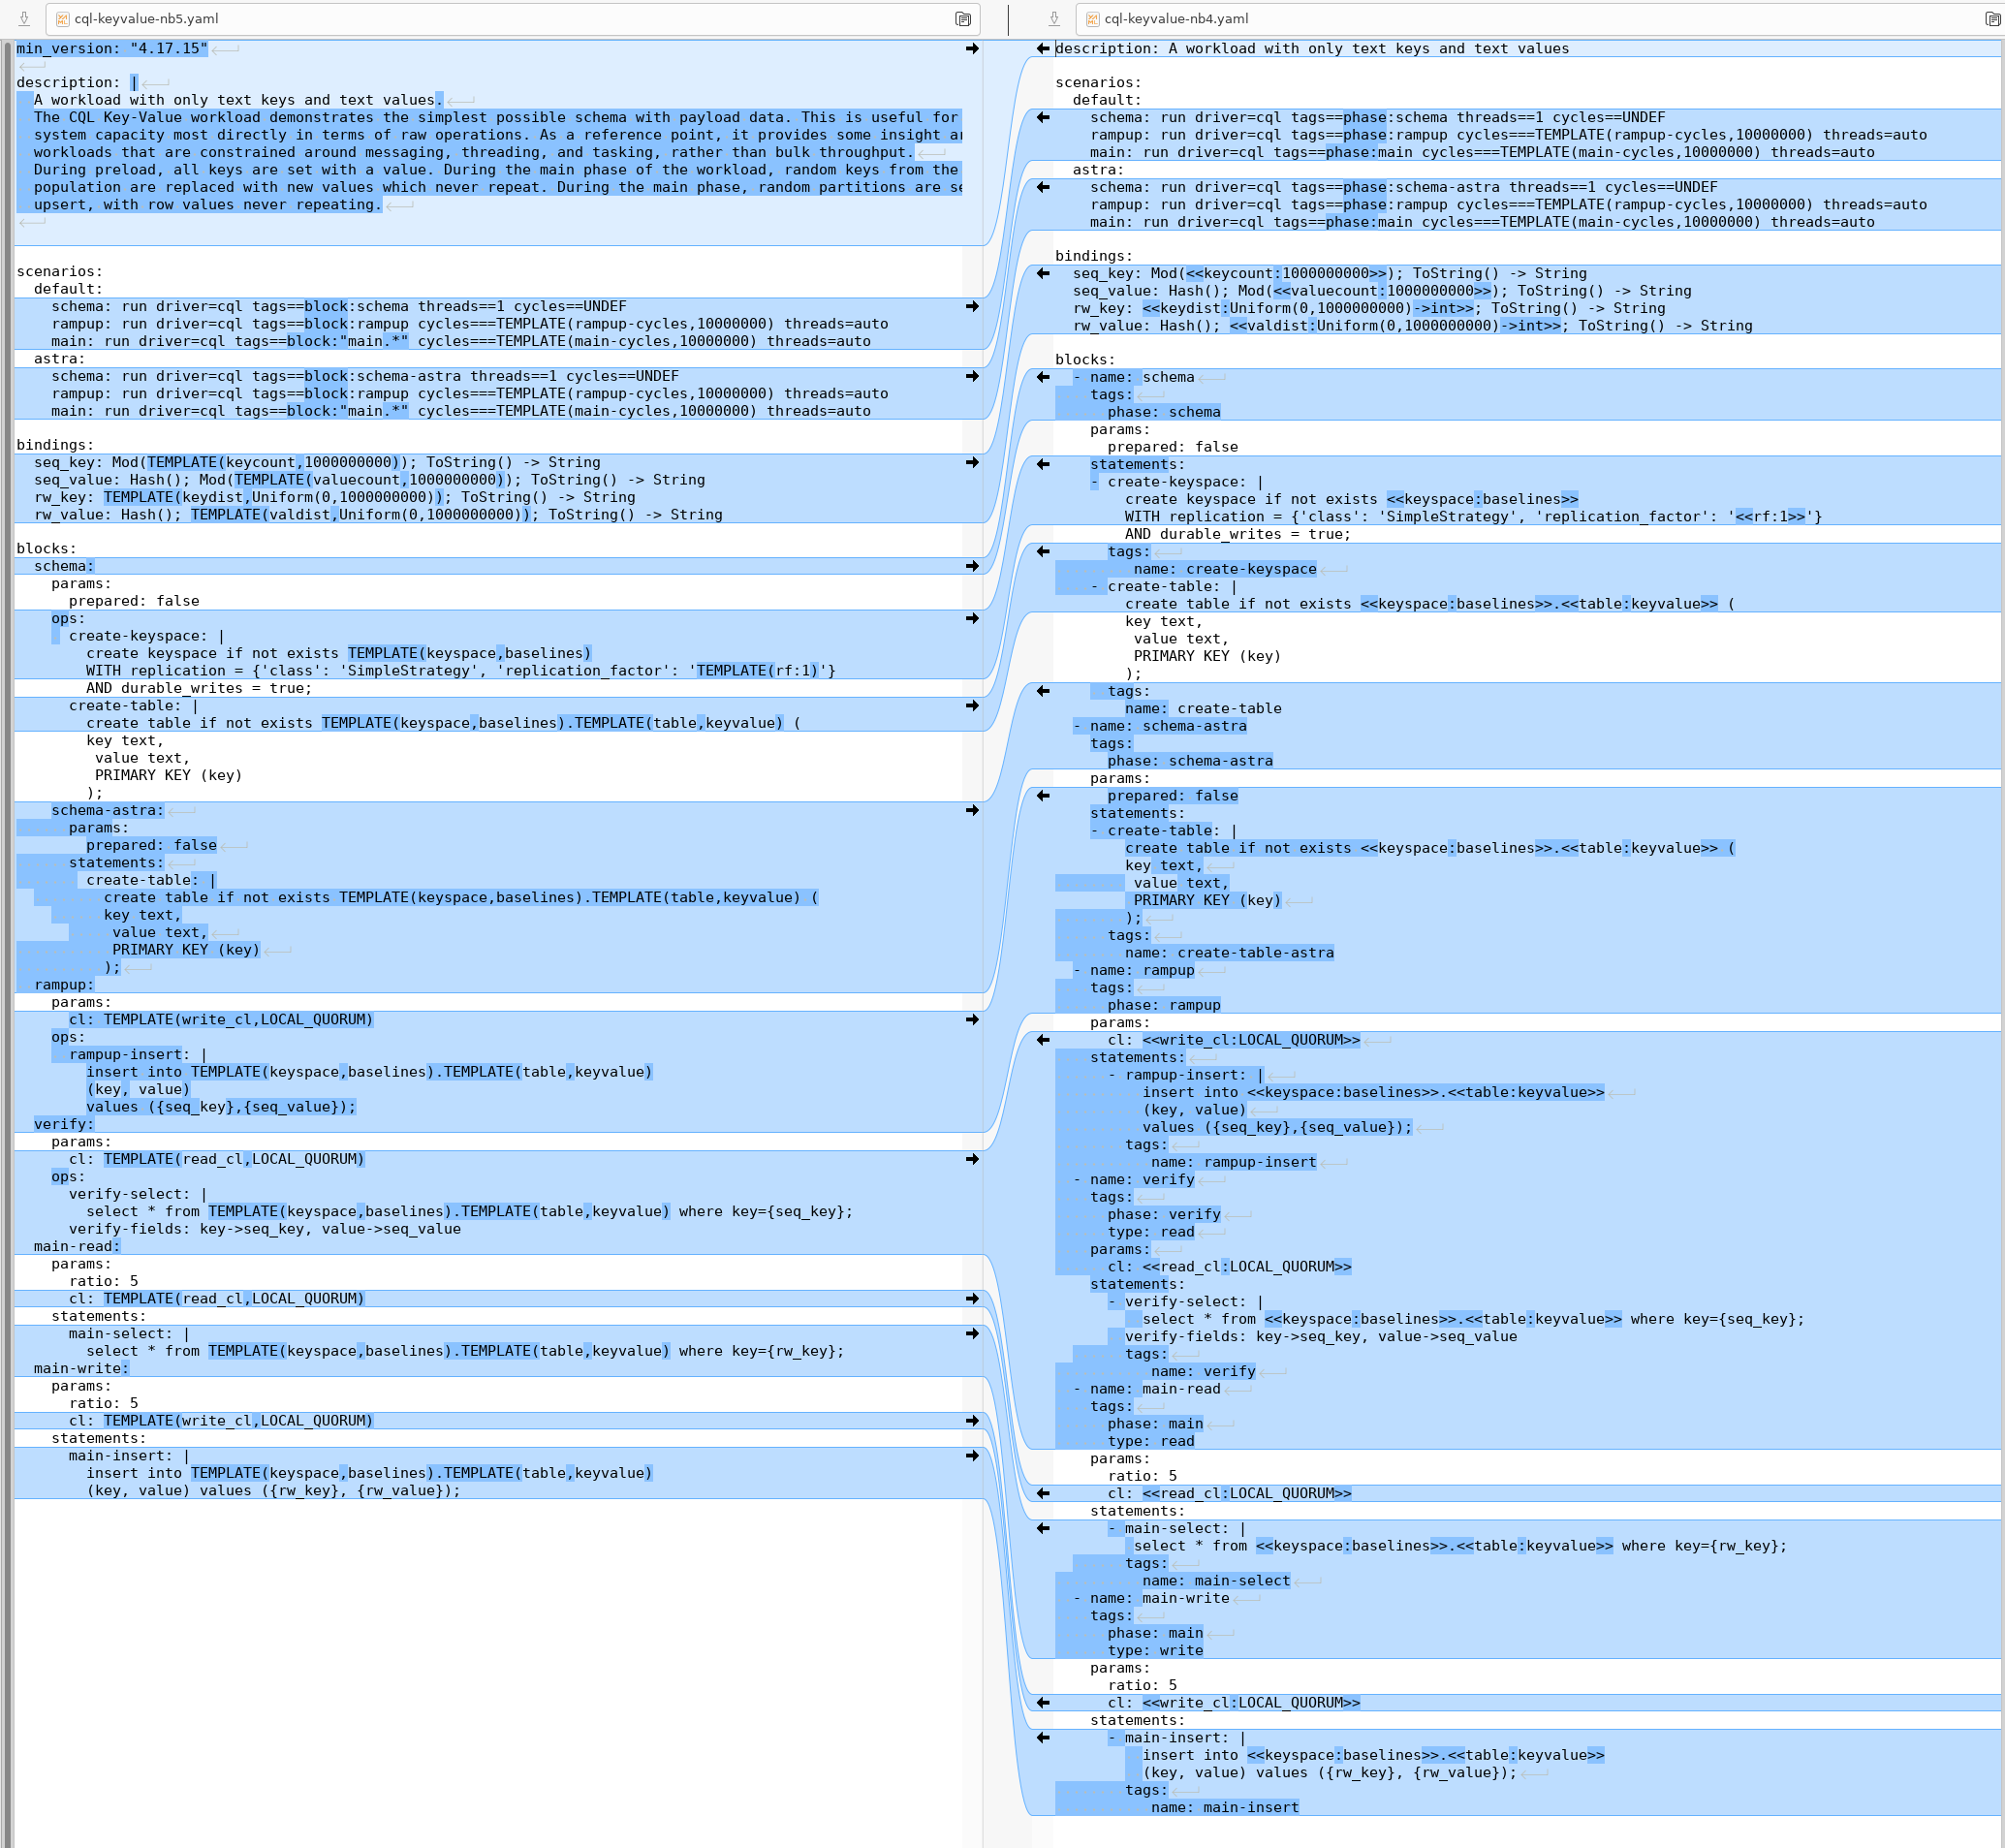 cql-keyvalue-nb5.yaml
min_version: "4.17.15"
description: |
  A workload with only text keys and text values.
  The CQL Key-Value workload demonstrates the simplest possible schema with payload data. This is useful for
  system capacity most directly in terms of raw operations. As a reference point, it provides some insight
  workloads that are constrained around messaging, threading, and tasking, rather than bulk throughput.
  During preload, all keys are set with a value. During the main phase of the workload, random keys from the
  population are replaced with new values which never repeat. During the main phase, random partitions are
  upsert, with row values never repeating.
scenarios:
  default:
    schema: run driver=cql tags==block:schema threads==1 cycles==UNDEF
    rampup: run driver=cql tags==block:rampup cycles===TEMPLATE(rampup-cycles,10000000) threads=auto
    main: run driver=cql tags==block:"main.*" cycles===TEMPLATE(main-cycles,10000000) threads=auto
  astra:
    schema: run driver=cql tags==block:schema-astra threads==1 cycles==UNDEF
    rampup: run driver=cql tags==block:rampup cycles===TEMPLATE(rampup-cycles,10000000) threads=auto
    main: run driver=cql tags==block:"main.*" cycles===TEMPLATE(main-cycles,10000000) threads=auto
bindings:
  seq_key: Mod(TEMPLATE(keycount,1000000000)); ToString() -> String
  seq_value: Hash(); Mod(TEMPLATE(valuecount,1000000000)); ToString() -> String
  rw_key: TEMPLATE(keydist,Uniform(0,1000000000)); ToString() -> String
  rw_value: Hash(); TEMPLATE(valdist,Uniform(0,1000000000)); ToString() -> String
blocks:
  schema:
    params:
      prepared: false
    ops:
      create-keyspace: |
        create keyspace if not exists TEMPLATE(keyspace,baselines)
        WITH replication = {'class': 'SimpleStrategy', 'replication_factor': 'TEMPLATE(rf:1)'}
        AND durable_writes = true;
      create-table: |
        create table if not exists TEMPLATE(keyspace,baselines).TEMPLATE(table,keyvalue) (
        key text,
         value text,
         PRIMARY KEY (key)
        );
    schema-astra:
      params:
        prepared: false
      statements:
        create-table: |
          create table if not exists TEMPLATE(keyspace,baselines).TEMPLATE(table,keyvalue) (
          key text,
           value text,
           PRIMARY KEY (key)
          );
  rampup:
    params:
      cl: TEMPLATE(write_cl,LOCAL_QUORUM)
    ops:
      rampup-insert: |
        insert into TEMPLATE(keyspace,baselines).TEMPLATE(table,keyvalue)
        (key, value)
        values ({seq_key},{seq_value});
  verify:
    params:
      cl: TEMPLATE(read_cl,LOCAL_QUORUM)
    ops:
      verify-select: |
        select * from TEMPLATE(keyspace,baselines).TEMPLATE(table,keyvalue) where key={seq_key};
      verify-fields: key->seq_key, value->seq_value
  main-read:
    params:
      ratio: 5
      cl: TEMPLATE(read_cl,LOCAL_QUORUM)
    statements:
      main-select: |
        select * from TEMPLATE(keyspace,baselines).TEMPLATE(table,keyvalue) where key={rw_key};
  main-write:
    params:
      ratio: 5
      cl: TEMPLATE(write_cl,LOCAL_QUORUM)
    statements:
      main-insert: |
        insert into TEMPLATE(keyspace,baselines).TEMPLATE(table,keyvalue)
        (key, value) values ({rw_key}, {rw_value});
cql-keyvalue-nb4.yaml
description: A workload with only text keys and text values
scenarios:
  default:
    schema: run driver=cql tags==phase:schema threads==1 cycles==UNDEF
    rampup: run driver=cql tags==phase:rampup cycles===TEMPLATE(rampup-cycles,10000000) threads=auto
    main: run driver=cql tags==phase:main cycles===TEMPLATE(main-cycles,10000000) threads=auto
  astra:
    schema: run driver=cql tags==phase:schema-astra threads==1 cycles==UNDEF
    rampup: run driver=cql tags==phase:rampup cycles===TEMPLATE(rampup-cycles,10000000) threads=auto
    main: run driver=cql tags==phase:main cycles===TEMPLATE(main-cycles,10000000) threads=auto
bindings:
  seq_key: Mod(<<keycount:1000000000>>); ToString() -> String
  seq_value: Hash(); Mod(<<valuecount:1000000000>>); ToString() -> String
  rw_key: <<keydist:Uniform(0,1000000000)->int>>; ToString() -> String
  rw_value: Hash(); <<valdist:Uniform(0,1000000000)->int>>; ToString() -> String
blocks:
  - name: schema
    tags:
      phase: schema
    params:
      prepared: false
    statements:
    - create-keyspace: |
        create keyspace if not exists <<keyspace:baselines>>
        WITH replication = {'class': 'SimpleStrategy', 'replication_factor': '<<rf:1>>'}
        AND durable_writes = true;
      tags:
         name: create-keyspace
    - create-table: |
        create table if not exists <<keyspace:baselines>>.<<table:keyvalue>> (
        key text,
         value text,
         PRIMARY KEY (key)
        );
      tags:
        name: create-table
  - name: schema-astra
    tags:
      phase: schema-astra
    params:
      prepared: false
    statements:
    - create-table: |
        create table if not exists <<keyspace:baselines>>.<<table:keyvalue>> (
        key text,
         value text,
         PRIMARY KEY (key)
        );
      tags:
        name: create-table-astra
  - name: rampup
    tags:
      phase: rampup
    params:
      cl: <<write_cl:LOCAL_QUORUM>>
    statements:
      - rampup-insert: |
          insert into <<keyspace:baselines>>.<<table:keyvalue>>
          (key, value)
          values ({seq_key},{seq_value});
        tags:
           name: rampup-insert
  - name: verify
    tags:
      phase: verify
      type: read
    params:
      cl: <<read_cl:LOCAL_QUORUM>>
    statements:
      - verify-select: |
          select * from <<keyspace:baselines>>.<<table:keyvalue>> where key={seq_key};
        verify-fields: key->seq_key, value->seq_value
        tags:
           name: verify
  - name: main-read
    tags:
      phase: main
      type: read
    params:
      ratio: 5
      cl: <<read_cl:LOCAL_QUORUM>>
    statements:
      - main-select: |
         select * from <<keyspace:baselines>>.<<table:keyvalue>> where key={rw_key};
        tags:
          name: main-select
  - name: main-write
    tags:
      phase: main
      type: write
    params:
      ratio: 5
      cl: <<write_cl:LOCAL_QUORUM>>
    statements:
      - main-insert: |
          insert into <<keyspace:baselines>>.<<table:keyvalue>>
          (key, value) values ({rw_key}, {rw_value});
        tags:
           name: main-insert